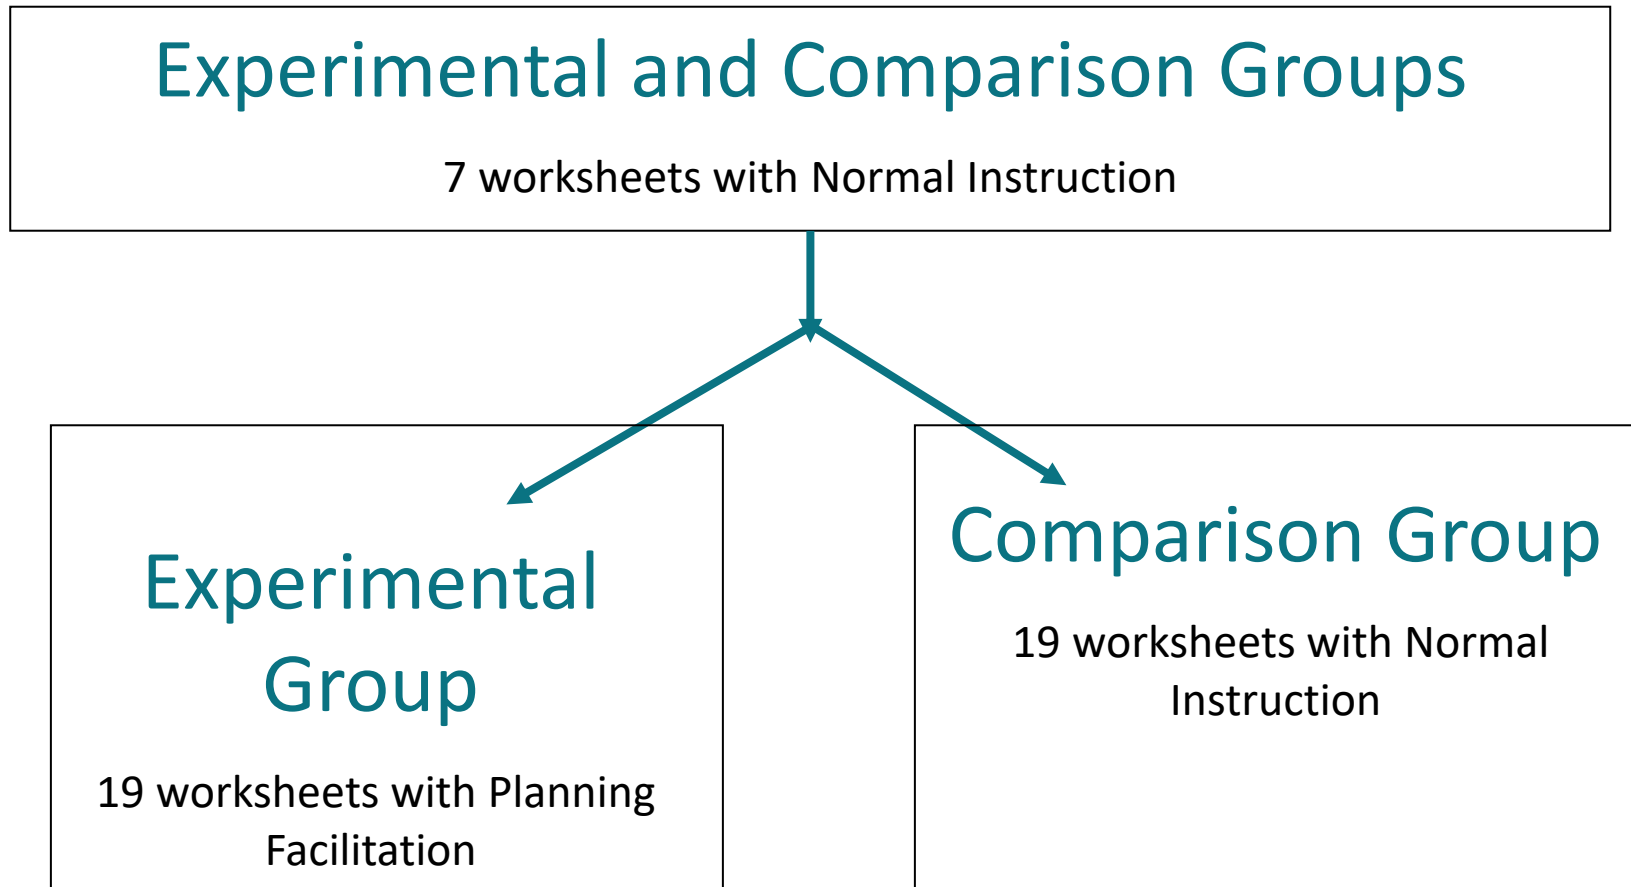 Experimental and Comparison Groups
7 worksheets with Normal Instruction
Experimental
Group
19 worksheets with Planning
Facilitation
Comparison Group
19 worksheets with Normal
Instruction